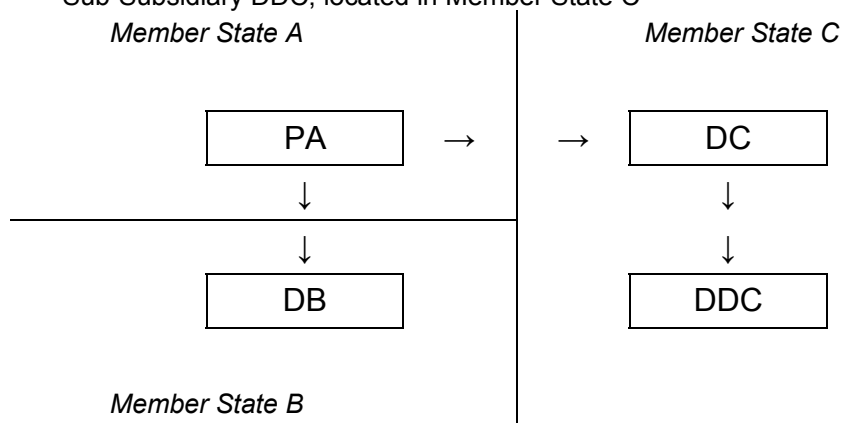 Sub-Subsidiary DDC, located in Member State C
Member State A Member State C
PA → → DC
↓ ↓
↓ ↓
DB DDC
Member State B